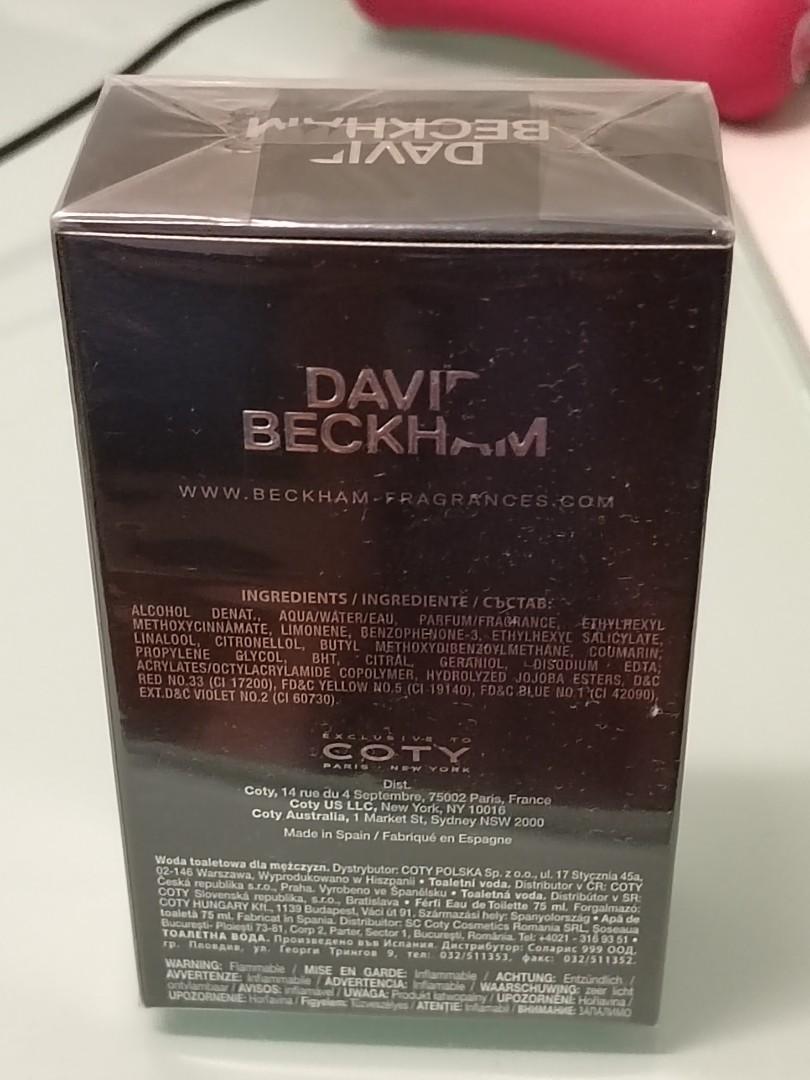 DAVID
BECKHAM
DAVID
BECKHAM
WWW.BECKHAM-FRAGRANCES.COM
INGREDIENTS / INGREDIENTE / СЪСТАВ:
ALCOHOL DENAT., AQUA/WATER/EAU, PARFUM/FRAGRANCE, ETHYLHEXYL
METHOXYCINNAMATE, LIMONENE, BENZOPHENONE-3, ETHYLHEXYL SALICYLATE,
LINALOOL, CITRONELLOL, BUTYL METHOXYDIBENZOYLMETHANE, COUMARIN,
PROPYLENE GLYCOL, BHT, CITRAL, GERANIOL, DISODIUM EDTA,
ACRYLATES/OCTYLACRYLAMIDE COPOLYMER, HYDROLYZED JOJOBA ESTERS, D&C
RED NO.33 (CI 17200), FD&C YELLOW NO.5 (CI 19140), FD&C BLUE NO.1 (CI 42090),
EXT.D&C VIOLET NO.2 (CI 60730).
EXCLUSIVE TO
COTY
PARIS - NEW YORK
Dist.
Coty, 14 rue du 4 Septembre, 75002 Paris, France
Coty US LLC, New York, NY 10016
Coty Australia, 1 Market St, Sydney NSW 2000
Made in Spain / Fabriqué en Espagne
Woda toaletowa dla mężczyzn. Dystrybutor: COTY POLSKA Sp. z o.o., ul. 17 Stycznia 45a,
02-146 Warszawa, Wyprodukowano w Hiszpanii • Toaletní voda. Distributor v ČR: COTY
Česká republika s.r.o., Praha. Vyrobeno ve Španělsku • Toaletná voda. Distribútor v SR:
COTY Slovenská republika, s.r.o., Bratislava • Férfi Eau de Toilette 75 ml. Forgalmazó:
COTY HUNGARY Kft., 1139 Budapest, Váci út 91. Származási hely: Spanyolország • Apă de
toaletă 75 ml. Fabricat in Spania. Distribuitor: SC Coty Cosmetics Romania SRL, Șoseaua
București- Ploiești 73-81, Corp 2, Parter, Sector 1, București, România. Tel: +4021 - 316 93 51 •
ТОАЛЕТНА ВОДА. Произведено във Испания. Дистрибутор: Соларис 999 ООД,
гр. Пловдив, ул. Георги Трингов 9, тел: 032/511353, факс: 032/511352.
WARNING: Flammable / MISE EN GARDE: Inflammable / ACHTUNG: Entzündlich /
AVVERTENZE: Infiammabile / ADVERTENCIA: Inflamable / WAARSCHUWING: zeer licht
ontvlambaar / AVISOS: inflamável / UWAGA: Produkt łatwopalny / UPOZORNĚNÍ: Hořlavina /
UPOZORNENIE: Horľavina / Figyelem: Tűzveszélyes / ATENȚIE: Inflamabil / ВНИМАНИЕ: ЗАПАЛИМО